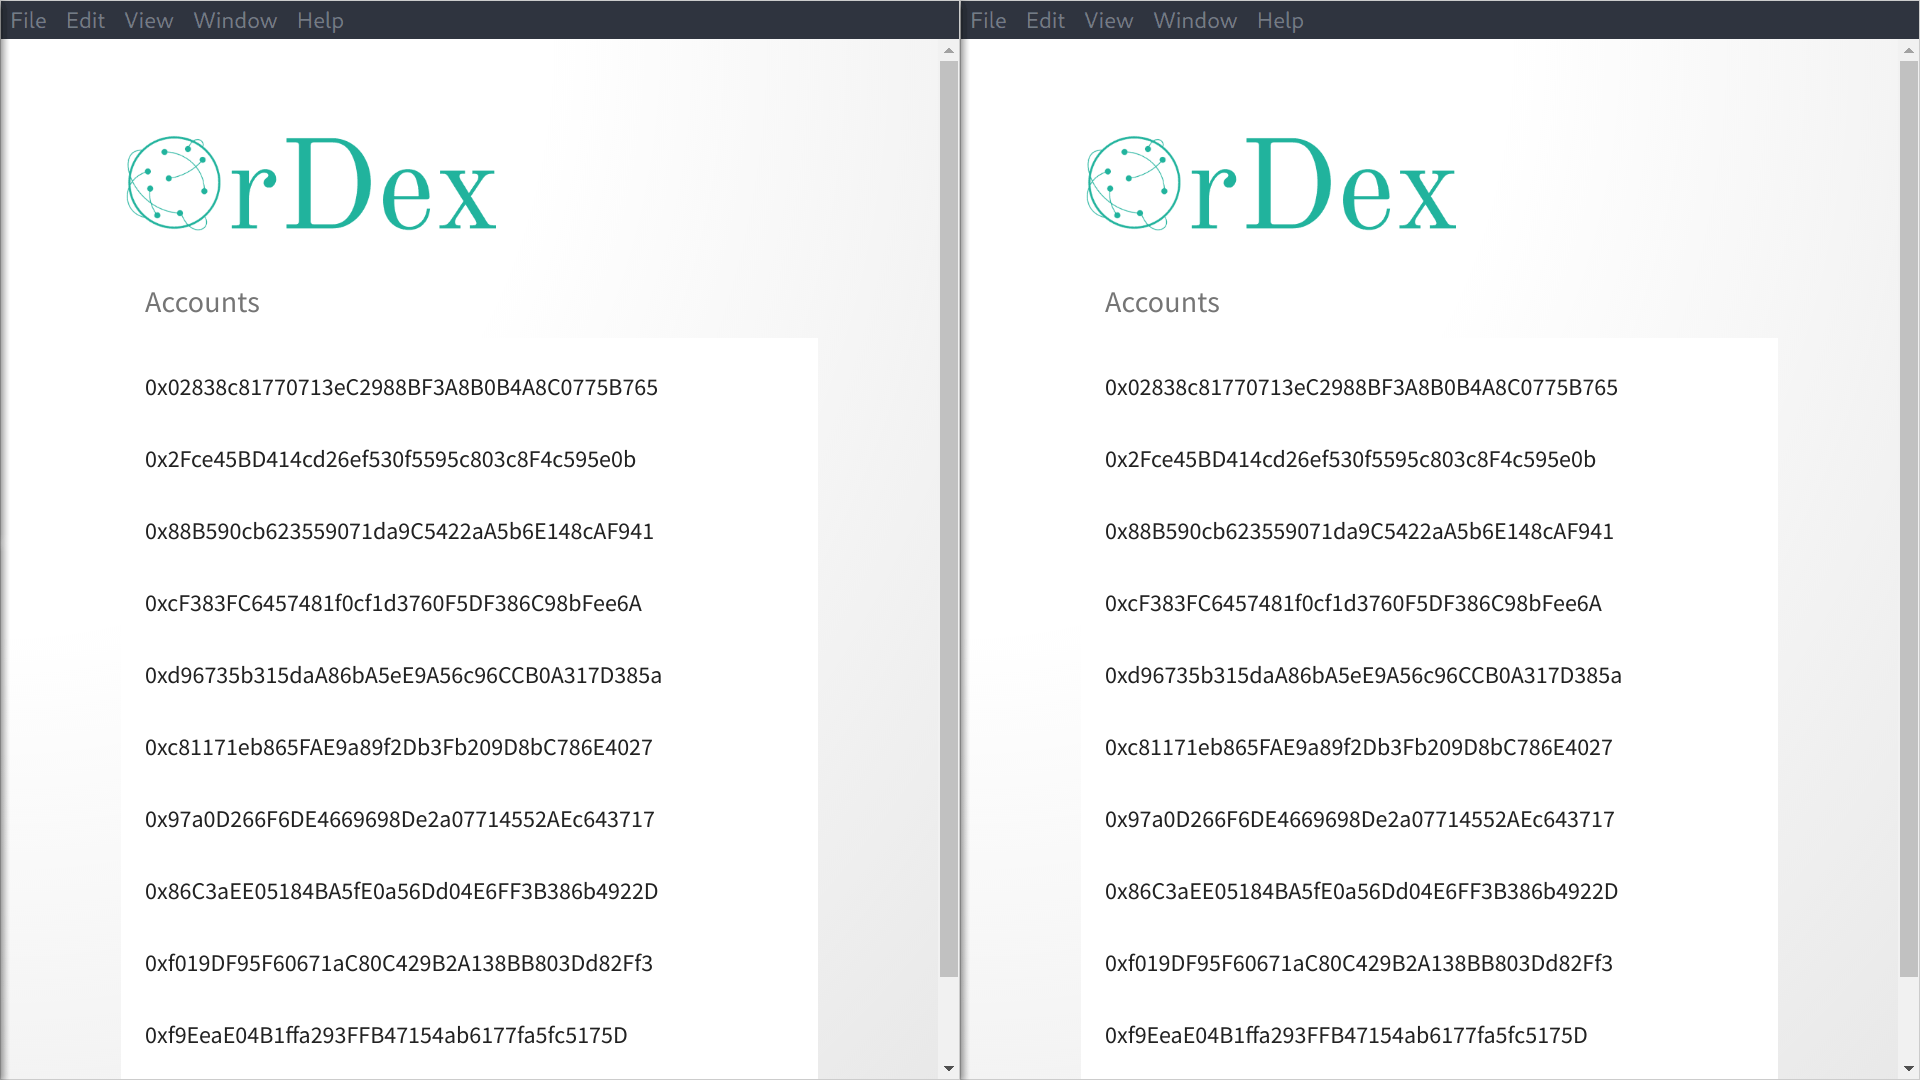 File Edit View Window Help
OrDex
Accounts
0x02838c81770713eC2988BF3A8B0B4A8C0775B765
0x2Fce45BD414cd26ef530f5595c803c8F4c595e0b
0x88B590cb623559071da9C5422aA5b6E148cAF941
0xcF383FC6457481f0cf1d3760F5DF386C98bFee6A
0xd96735b315daA86bA5eE9A56c96CCB0A317D385a
0xc81171eb865FAE9a89f2Db3Fb209D8bC786E4027
0x97a0D266F6DE4669698De2a07714552AEc643717
0x86C3aEE05184BA5fE0a56Dd04E6FF3B386b4922D
0xf019DF95F60671aC80C429B2A138BB803Dd82Ff3
0xf9EeaE04B1ffa293FFB47154ab6177fa5fc5175D
File Edit View Window Help
OrDex
Accounts
0x02838c81770713eC2988BF3A8B0B4A8C0775B765
0x2Fce45BD414cd26ef530f5595c803c8F4c595e0b
0x88B590cb623559071da9C5422aA5b6E148cAF941
0xcF383FC6457481f0cf1d3760F5DF386C98bFee6A
0xd96735b315daA86bA5eE9A56c96CCB0A317D385a
0xc81171eb865FAE9a89f2Db3Fb209D8bC786E4027
0x97a0D266F6DE4669698De2a07714552AEc643717
0x86C3aEE05184BA5fE0a56Dd04E6FF3B386b4922D
0xf019DF95F60671aC80C429B2A138BB803Dd82Ff3
0xf9EeaE04B1ffa293FFB47154ab6177fa5fc5175D